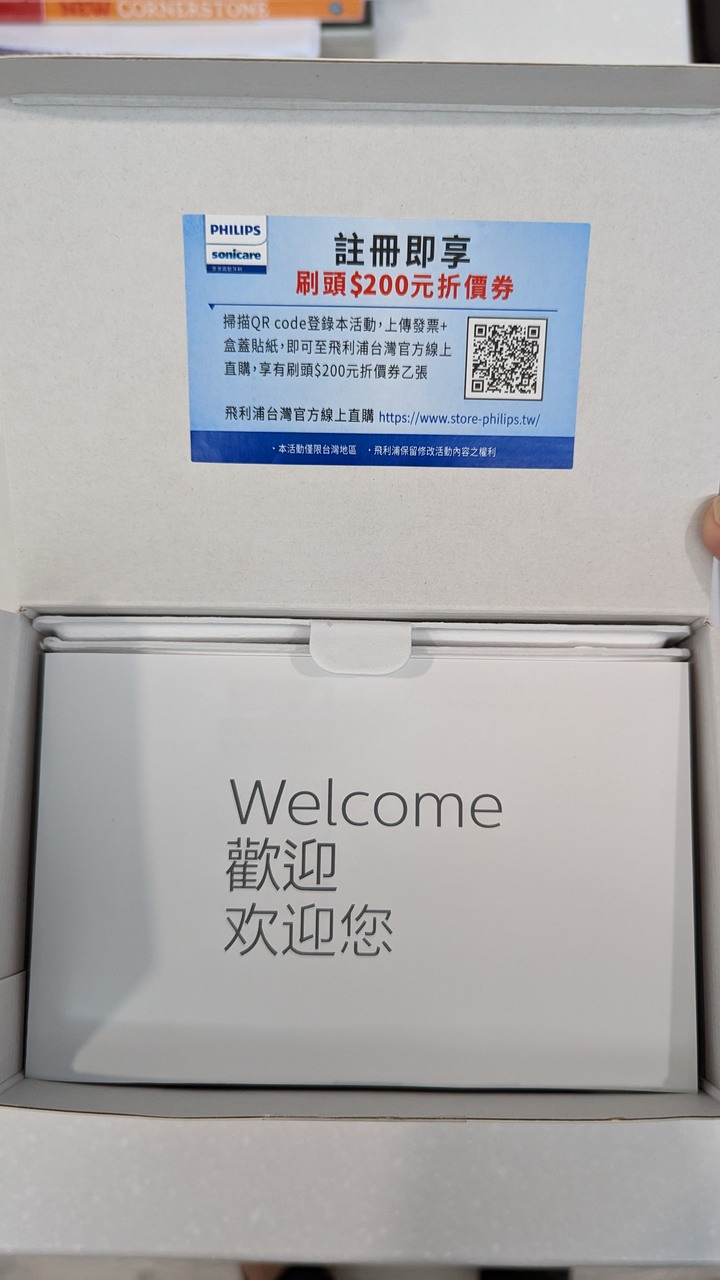 NEW CORNERSTONE
PHILIPS
sonicare
註冊即享
刷頭$200元折價券
掃描QR code登錄本活動，上傳發票+
盒蓋貼紙，即可至飛利浦台灣官方線上
直購，享有刷頭$200元折價券乙張
飛利浦台灣官方線上直購 https://www.store-philips.tw/
・本活動僅限台灣地區 ・飛利浦保留修改活動內容之權利
Welcome
歡迎
欢迎您